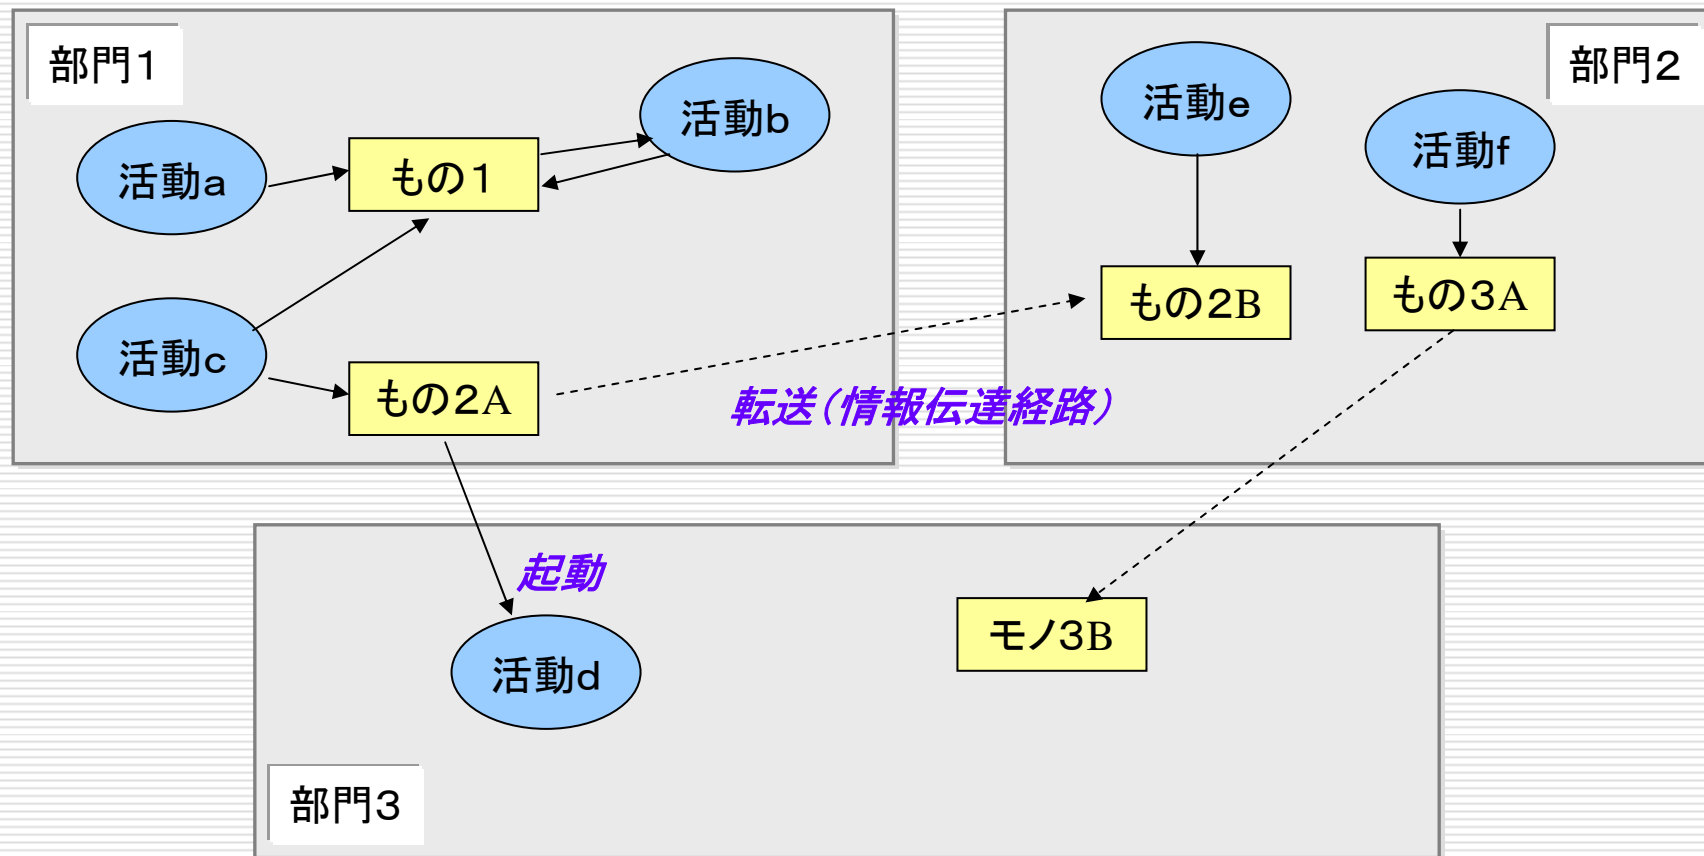 部門１
活動a
もの１
活動b
活動c
もの２A
部門２
活動e
活動f
もの２B
もの３A
転送（情報伝達経路）
起動
活動d
モノ３B
部門３